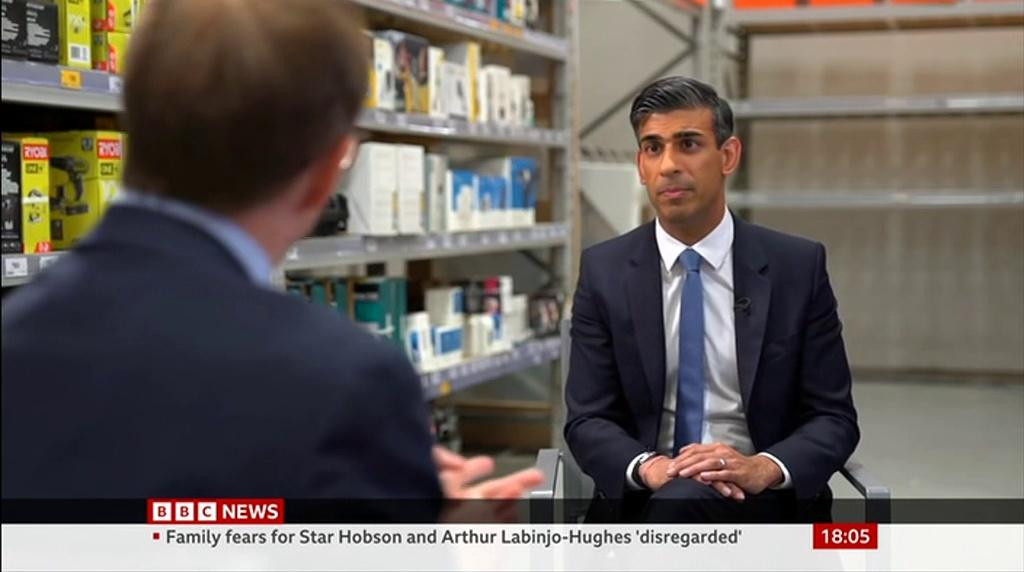 RYOBI
RYOBI
BBC NEWS
Family fears for Star Hobson and Arthur Labinjo-Hughes 'disregarded'
18:05